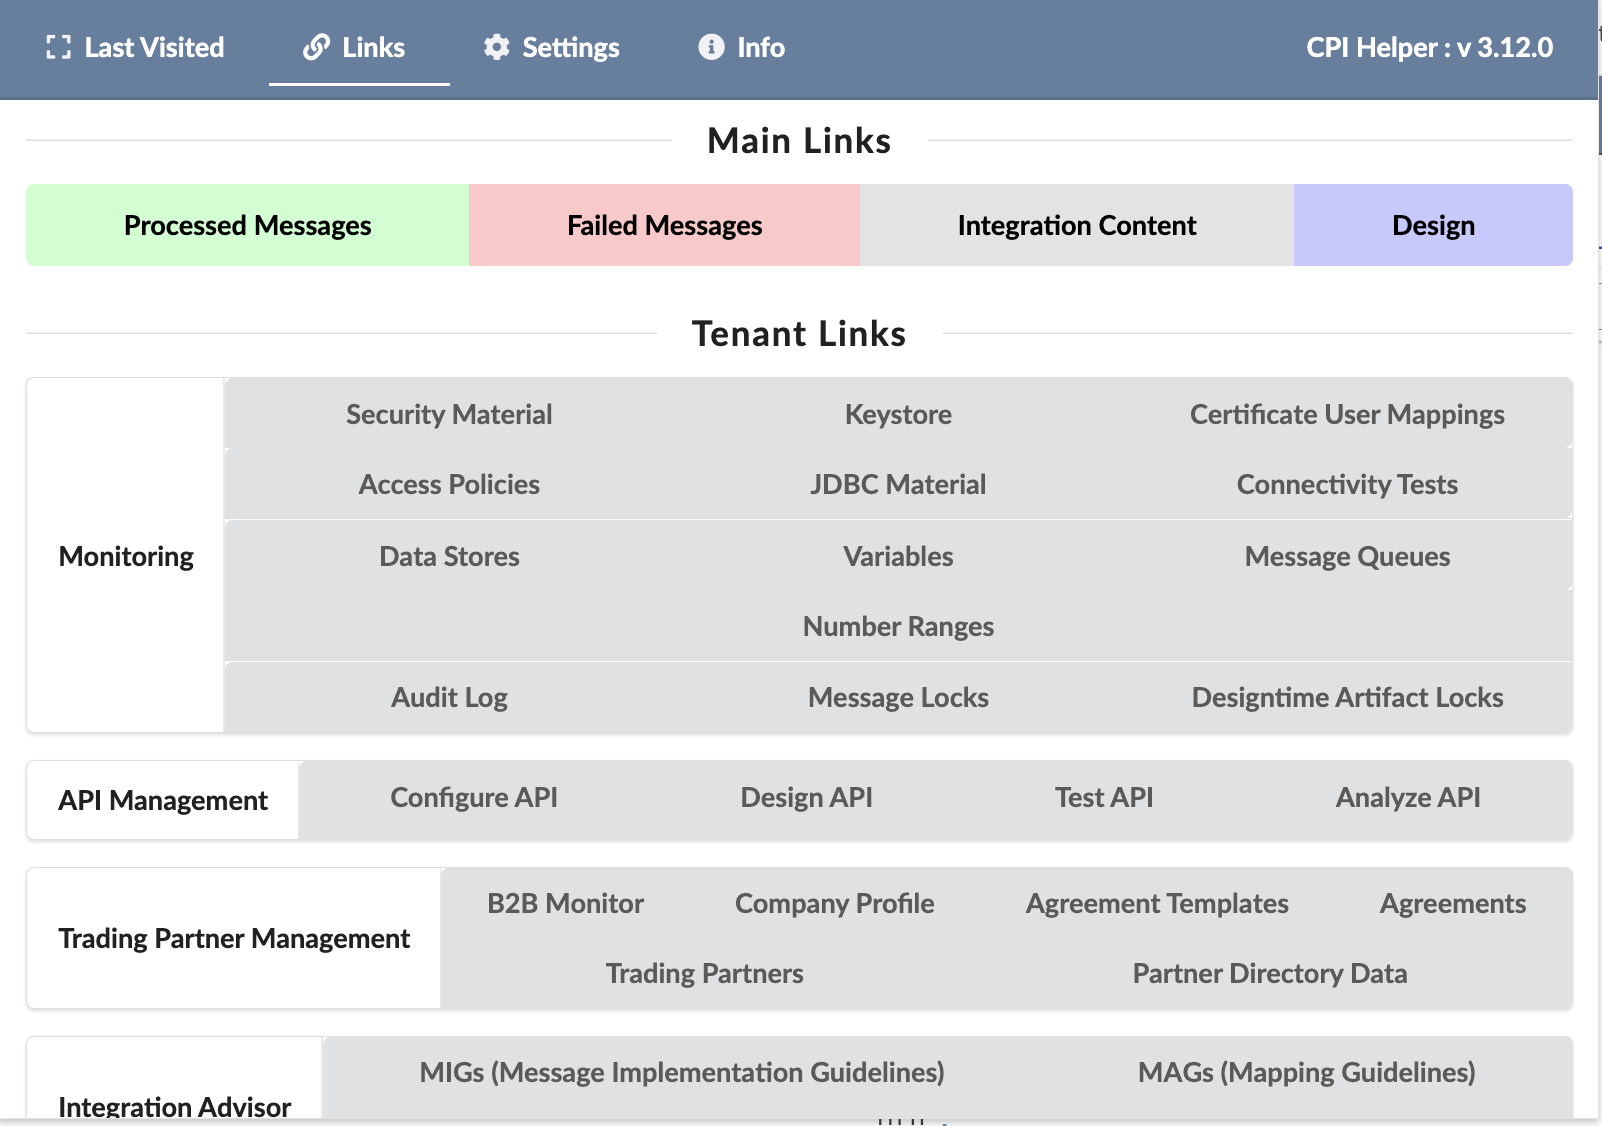 Last Visited Links Settings Info CPI Helper : v 3.12.0
Main Links
Processed Messages Failed Messages Integration Content Design
Tenant Links
Monitoring
Security Material Keystore Certificate User Mappings
Access Policies JDBC Material Connectivity Tests
Data Stores Variables Message Queues
Number Ranges
Audit Log Message Locks Designtime Artifact Locks
API Management Configure API Design API Test API Analyze API
Trading Partner Management
B2B Monitor Company Profile Agreement Templates Agreements
Trading Partners Partner Directory Data
Integration Advisor
MIGs (Message Implementation Guidelines) MAGs (Mapping Guidelines)